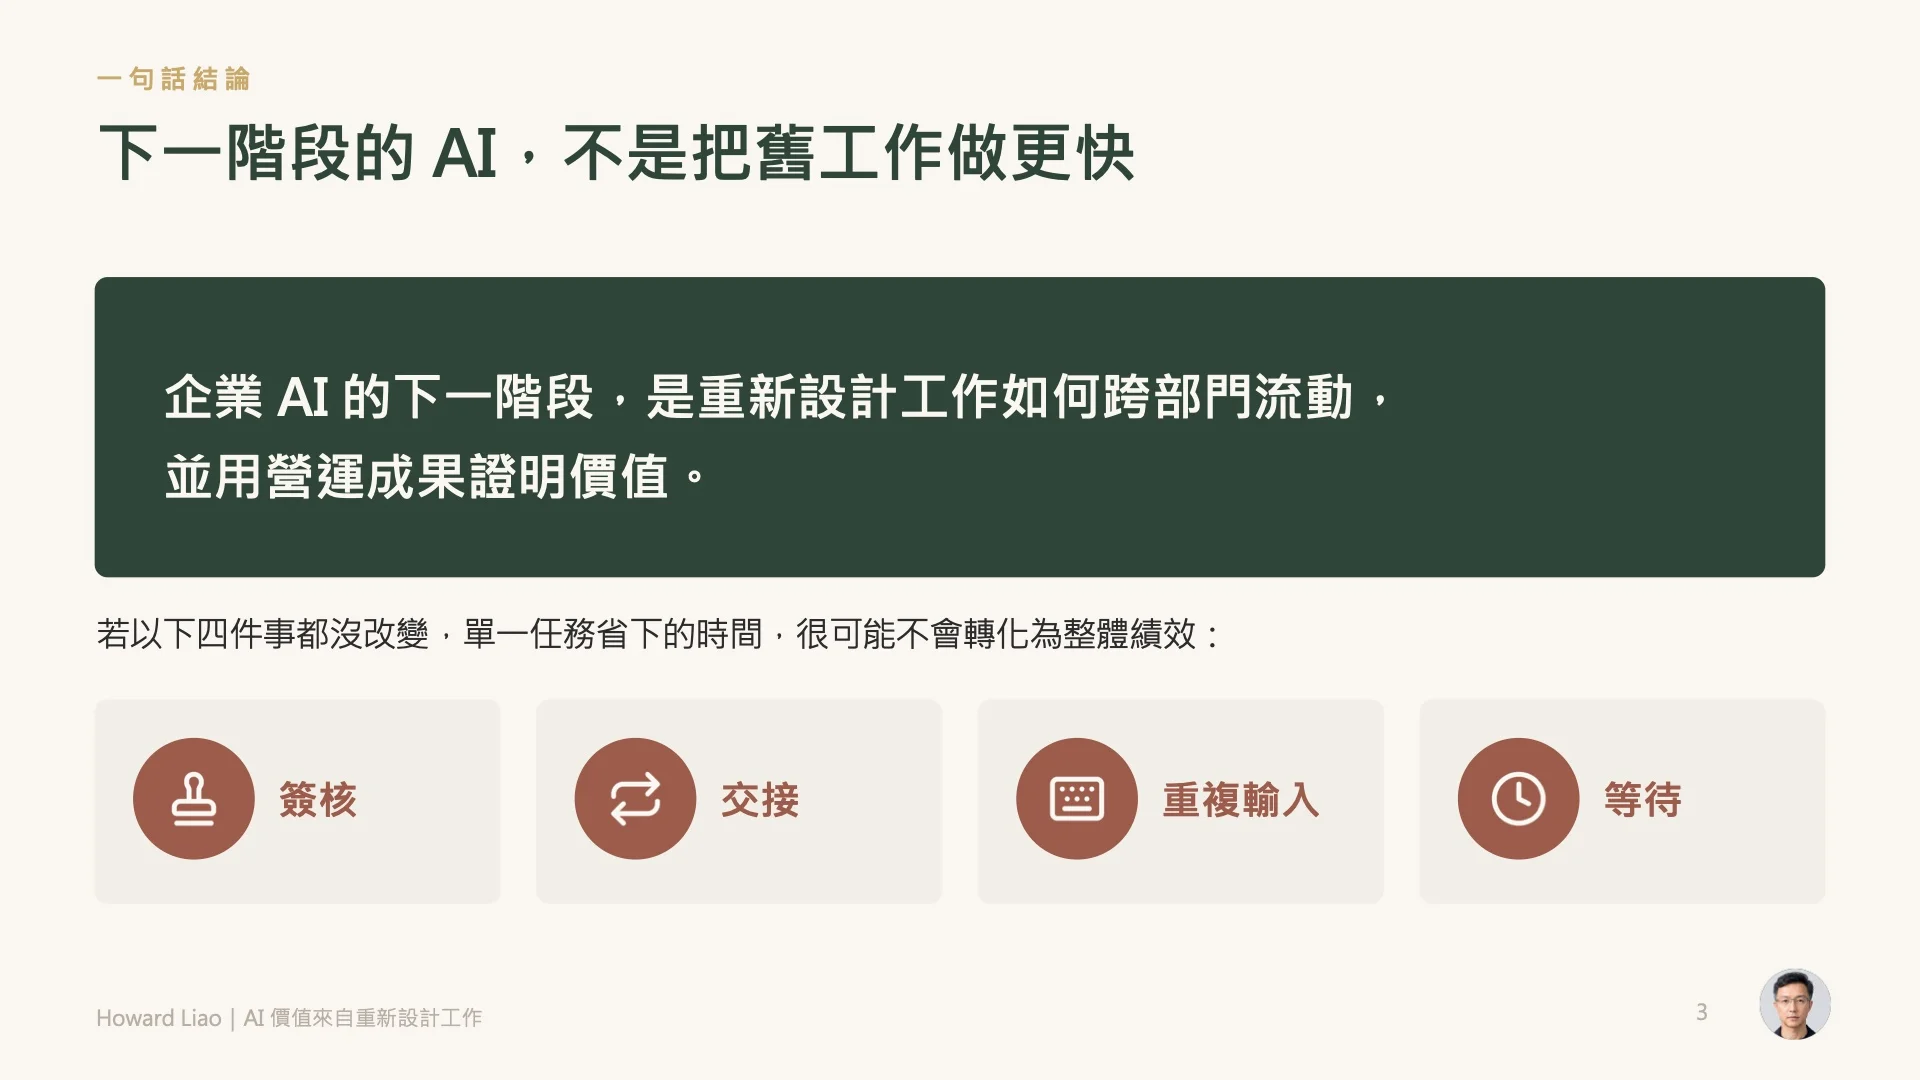 一句話結論
下一階段的 AI，不是把舊工作做更快
企業 AI 的下一階段，是重新設計工作如何跨部門流動，
並用營運成果證明價值。
若以下四件事都沒改變，單一任務省下的時間，很可能不會轉化為整體績效：
簽核
交接
重複輸入
等待
Howard Liao｜AI 價值來自重新設計工作
3